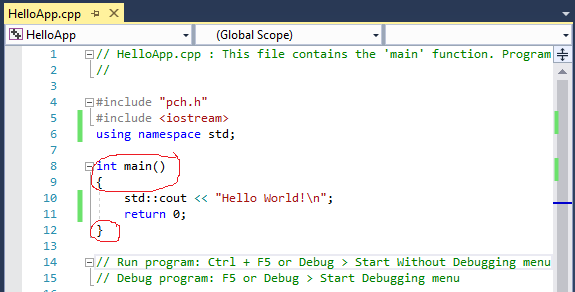 HelloApp.cpp
HelloApp (Global Scope)
1 // HelloApp.cpp : This file contains the 'main' function. Program
2 //
3
4 #include "pch.h"
5 #include <iostream>
6 using namespace std;
7
8 int main()
9 {
10 std::cout << "Hello World!\n";
11 return 0;
12 }
13
14 // Run program: Ctrl + F5 or Debug > Start Without Debugging menu
15 // Debug program: F5 or Debug > Start Debugging menu